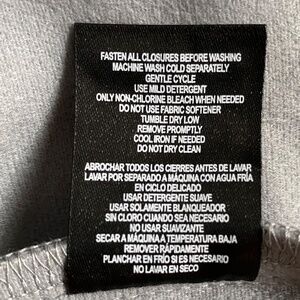 FASTEN ALL CLOSURES BEFORE WASHING
MACHINE WASH COLD SEPARATELY
GENTLE CYCLE
USE MILD DETERGENT
ONLY NON-CHLORINE BLEACH WHEN NEEDED
DO NOT USE FABRIC SOFTENER
TUMBLE DRY LOW
REMOVE PROMPTLY
COOL IRON IF NEEDED
DO NOT DRY CLEAN
ABROCHAR TODOS LOS CIERRES ANTES DE LAVAR
LAVAR POR SEPARADO A MÁQUINA CON AGUA FRÍA
EN CICLO DELICADO
USAR DETERGENTE SUAVE
USAR SOLAMENTE BLANQUEADOR
SIN CLORO CUANDO SEA NECESARIO
NO USAR SUAVIZANTE
SECAR A MÁQUINA A TEMPERATURA BAJA
REMOVER RÁPIDAMENTE
PLANCHAR EN FRÍO SI ES NECESARIO
NO LAVAR EN SECO